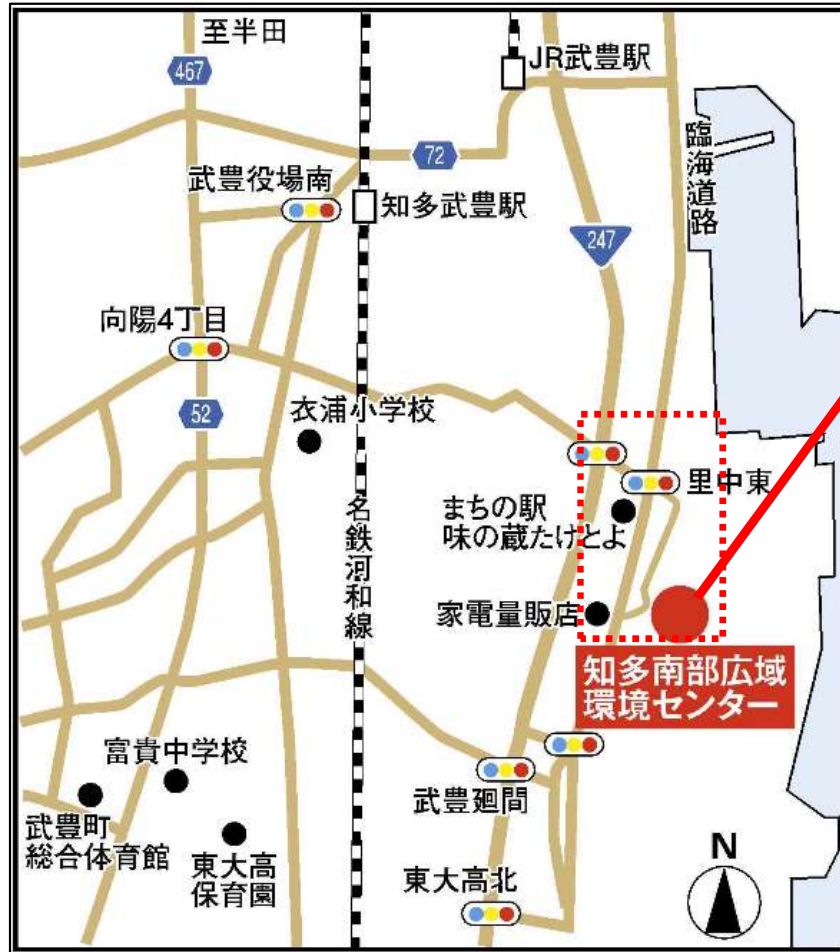 至半田
467
JR武豊駅
臨海道路
72
武豊役場南
知多武豊駅
247
向陽4丁目
52
衣浦小学校
名鉄河和線
里中東
まちの駅
味の蔵たけとよ
家電量販店
知多南部広域
環境センター
富貴中学校
武豊廻間
武豊町
総合体育館
東大高
保育園
東大高北
N